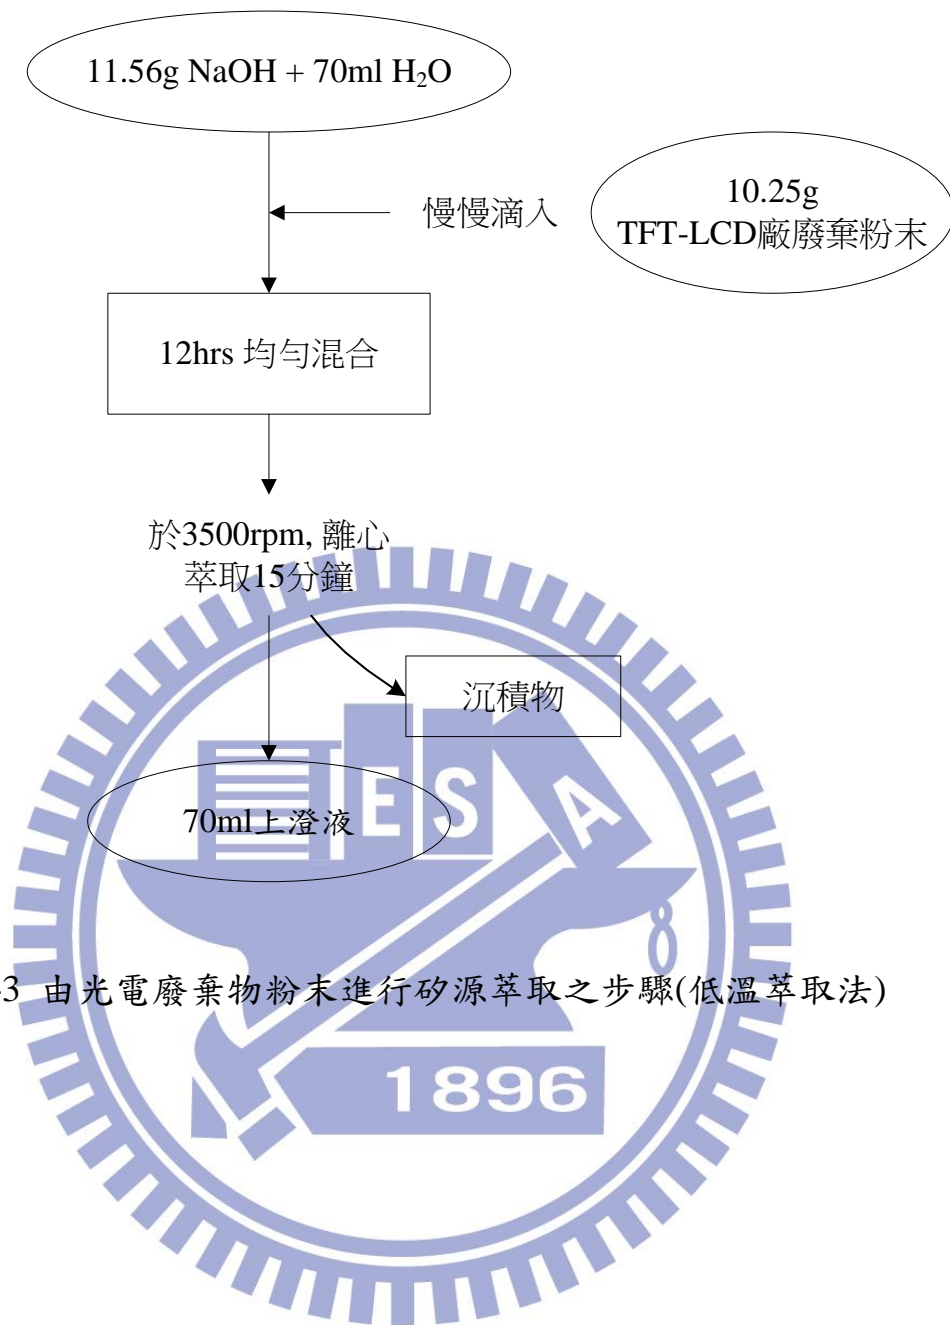 11.56g NaOH + 70ml H₂O
慢慢滴入
10.25g
TFT-LCD廠廢棄粉末
12hrs 均勻混合
於3500rpm, 離心
萃取15分鐘
沉積物
70ml上澄液
E S A
-3 由光電廢棄物粉末進行矽源萃取之步驟(低溫萃取法)
1896